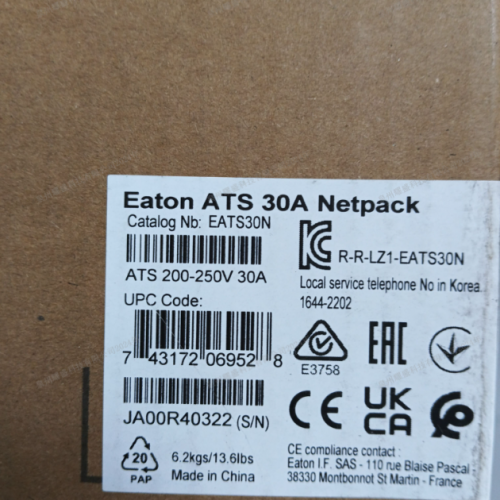 Eaton ATS 30A Netpack
Catalog Nb: EATS30N
R-R-LZ1-EATS30N
ATS 200-250V 30A
Local service telephone No in Korea
1644-2202
UPC Code:
7 43172 06952 8
E3758
EAC
JA00R40322 (S/N)
CE
UK
CA
20
PAP
6.2kgs/13.6lbs
Made in China
CE compliance contact :
Eaton I.F. SAS - 110 rue Blaise Pascal -
38330 Montbonnot St Martin - France